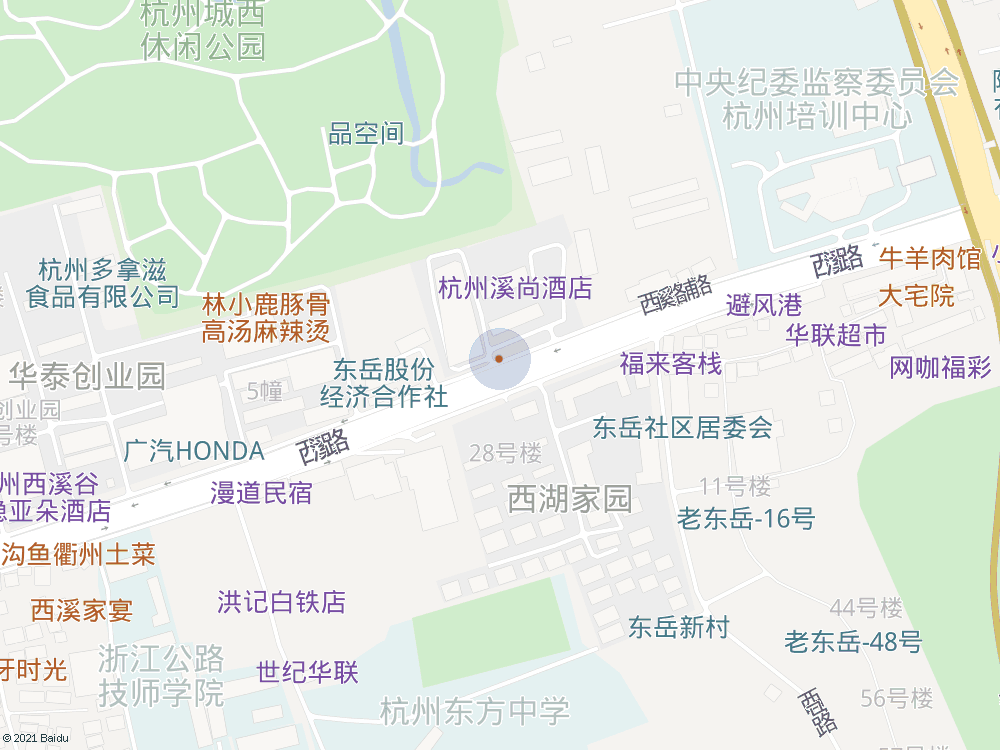 杭州城西
休闲公园
中央纪委监察委员会
杭州培训中心
品空间
西溪路
牛羊肉馆
大宅院
杭州多拿滋
食品有限公司
杭州溪尚酒店
西溪路辅路
林小鹿豚骨
高汤麻辣烫
避风港
华联超市
华泰创业园
东岳股份
经济合作社
福来客栈
网咖福彩
5幢
创业园
号楼
广汽HONDA
西溪路
东岳社区居委会
28号楼
州西溪谷
亚朵酒店
漫道民宿
西湖家园
11号楼
老东岳-16号
沟鱼衢州土菜
西溪家宴
洪记白铁店
44号楼
东岳新村
老东岳-48号
浙江公路
技师学院
牙时光
世纪华联
杭州东方中学
56号楼
© 2021 Baidu